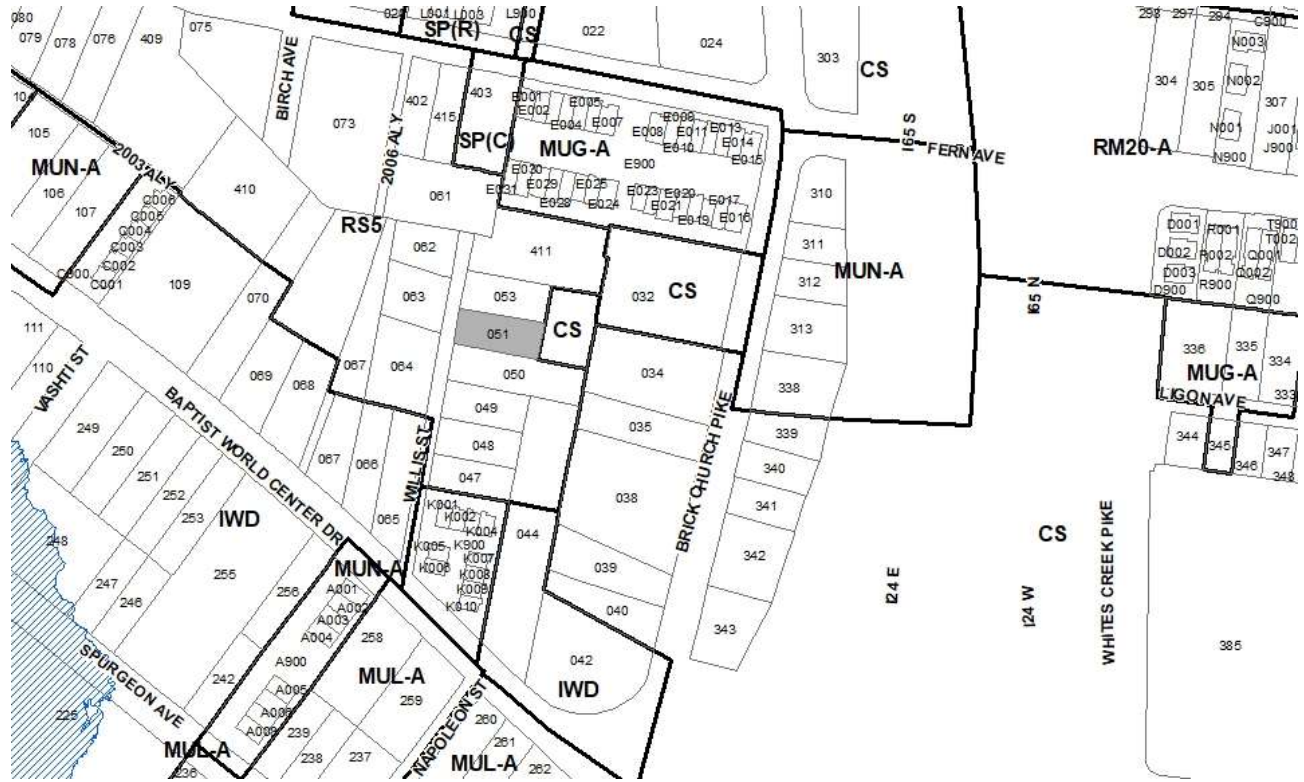 080
079
078
076
409
075
028
L001
L003
L900
SP(R)
CS
022
024
303
CS
298
297
294
C900
N003
304
305
N002
307
N001
J001
J900
N900
RM20-A
BIRCH AVE
073
402
415
403
2006 ALY
SP(C)
E001
E002
E005
E004
E007
MUG-A
E009
E008
E011
E010
E013
E014
E015
E900
I65 S
FERN AVE
105
MUN-A
106
107
2003 ALY
C006
C005
C004
C003
C002
C001
C900
410
061
RS5
E030
E031
E029
E028
E025
E024
E023
E020
E021
E019
E017
E016
310
311
312
313
338
MUN-A
D001
D002
D003
D900
R001
R002
R900
Q001
Q002
Q900
T900
T002
I65 N
109
070
062
063
064
411
053
051
CS
032
CS
336
335
334
333
MUG-A
LIGON AVE
344
345
346
347
348
111
110
VASHTI ST
069
068
067
067
066
065
050
049
048
047
034
035
038
339
340
341
342
343
BAPTIST WORLD CENTER DR
WILLIS ST
BRICK CHURCH PIKE
249
250
251
252
253
255
256
IWD
248
247
246
242
K001
K002
K004
K005
K900
K006
K007
K008
K009
K010
044
039
040
042
IWD
CS
I24 E
I24 W
WHITES CREEK PIKE
385
MUN-A
A001
A002
A003
A004
A900
A005
A006
A008
258
MUL-A
259
SPURGEON AVE
225
MUL-A
236
239
238
237
NAPOLEON ST
260
261
262
MUL-A